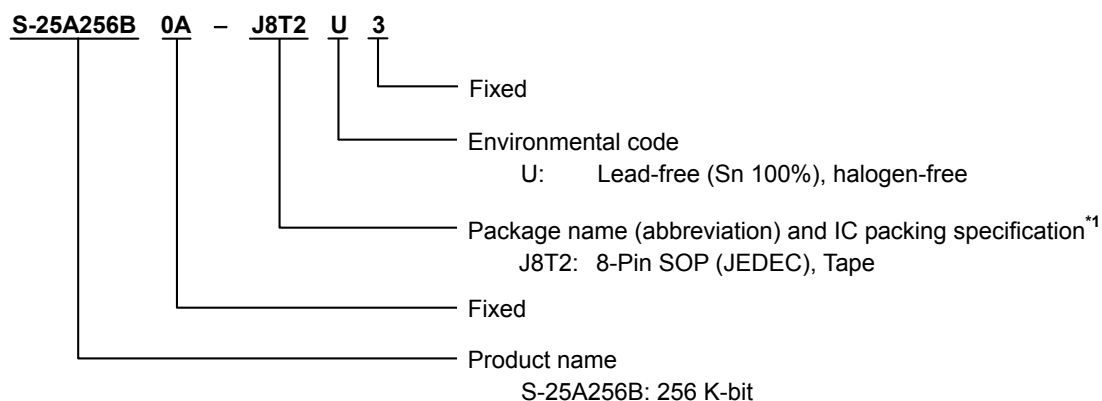 S-25A256B 0A – J8T2 U 3
Fixed
Environmental code
U: Lead-free (Sn 100%), halogen-free
Package name (abbreviation) and IC packing specification*1
J8T2: 8-Pin SOP (JEDEC), Tape
Fixed
Product name
S-25A256B: 256 K-bit